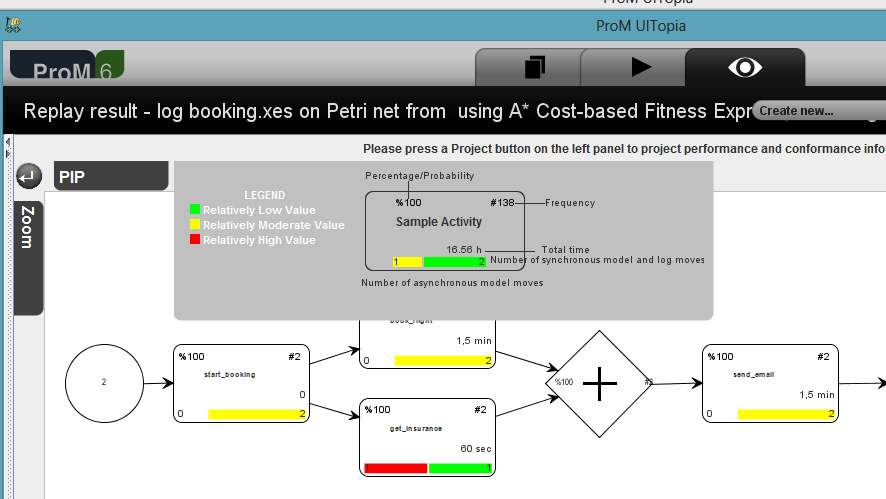 ProM UITopia
ProM 6
Replay result - log booking.xes on Petri net from using A* Cost-based Fitness Expr
Create new...
Please press a Project button on the left panel to project performance and conformance info
PIP
Zoom
LEGEND
Relatively Low Value
Relatively Moderate Value
Relatively High Value
Percentage/Probability
%100 #138 Frequency
Sample Activity
16.56 h Total time
1 2 Number of synchronous model and log moves
Number of asynchronous model moves
2
%100 #2
start_booking
0
0 2
book_flight
1,5 min
0 2
%100 #2
get_insurance
60 sec
1
%100 #2
%100 #2
send_email
1,5 min
0 2